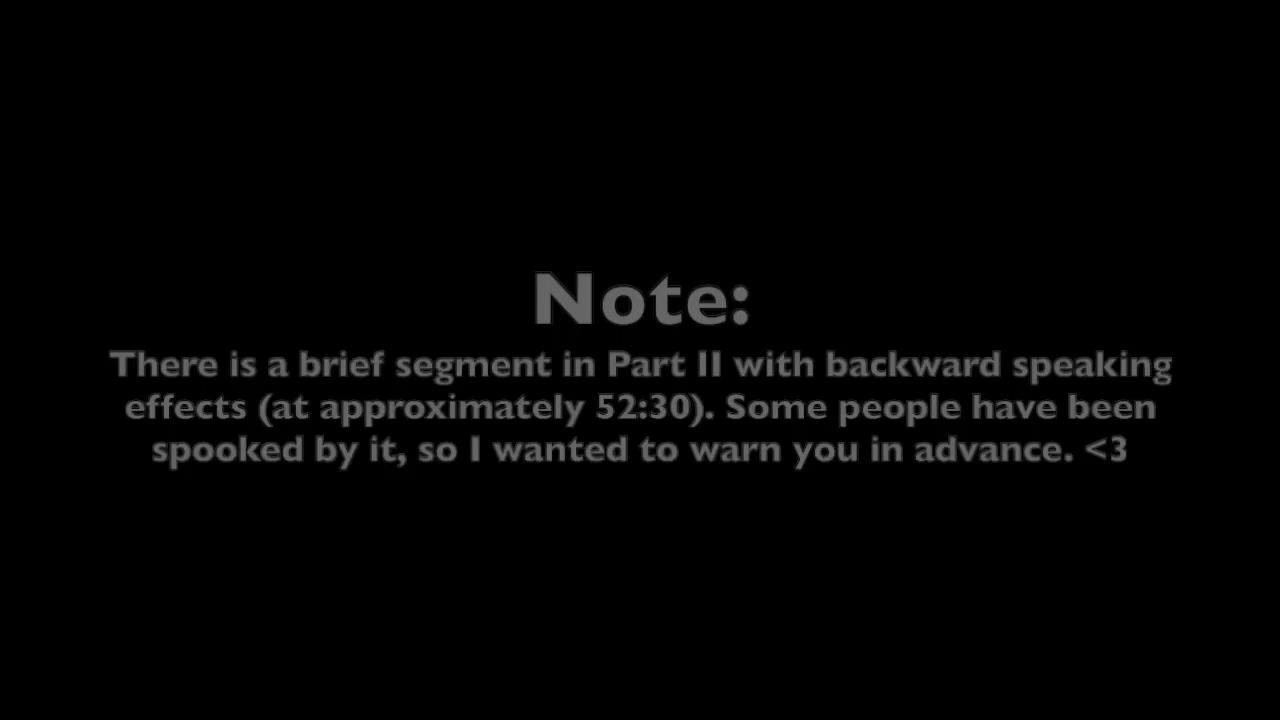 Note:
There is a brief segment in Part II with backward speaking
effects (at approximately 52:30). Some people have been
spooked by it, so I wanted to warn you in advance. <3